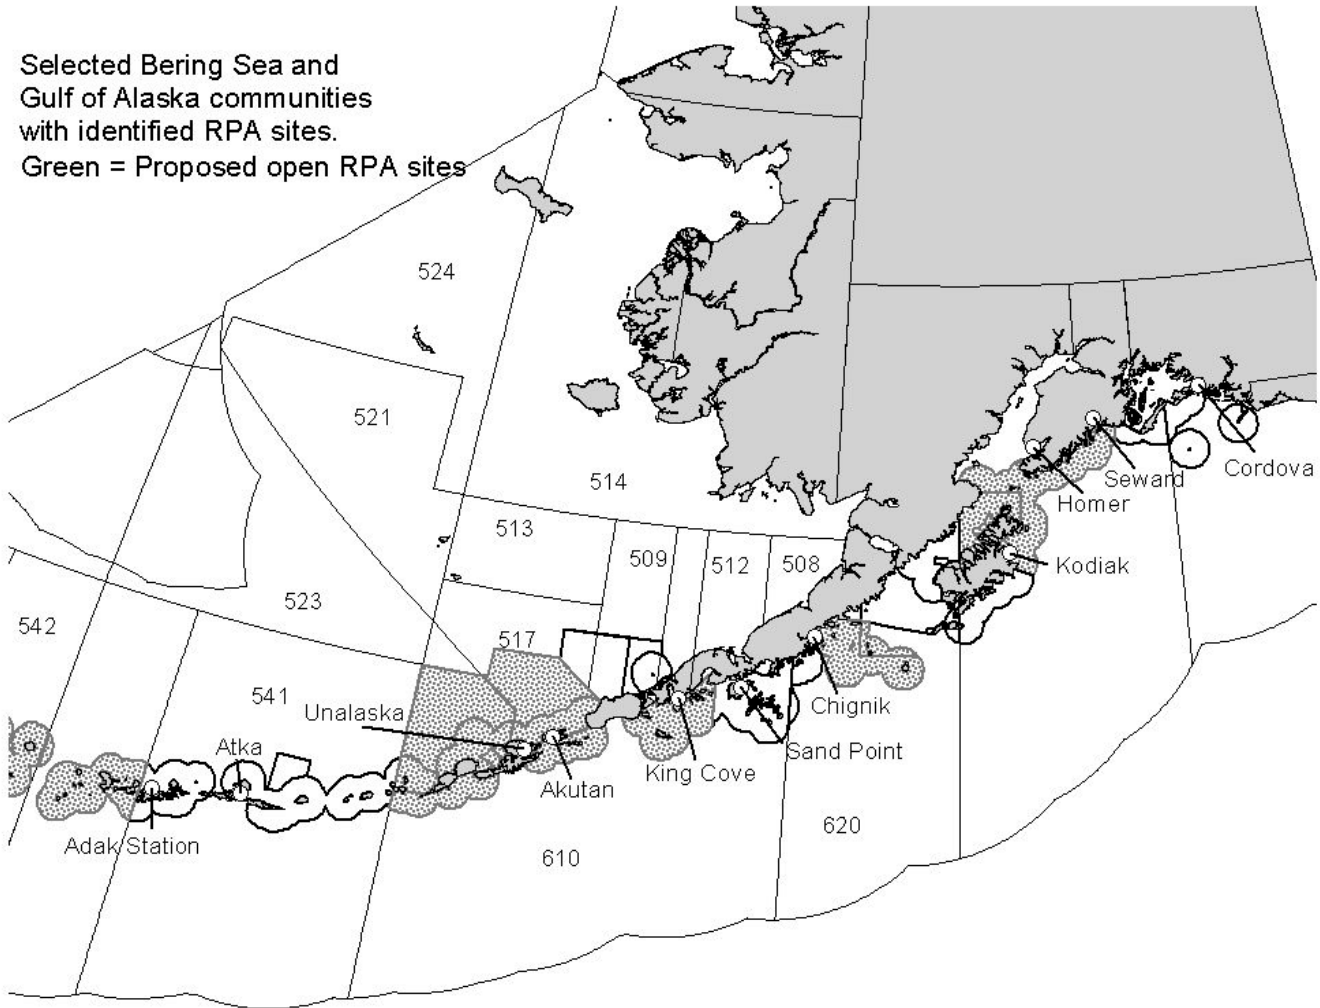 Selected Bering Sea and
Gulf of Alaska communities
with identified RPA sites.
Green = Proposed open RPA sites
524
521
514
Cordova
Seward
Homer
513
509
512
508
Kodiak
523
542
517
541
Unalaska
Chignik
Atka
Sand Point
King Cove
Akutan
620
Adak Station
610